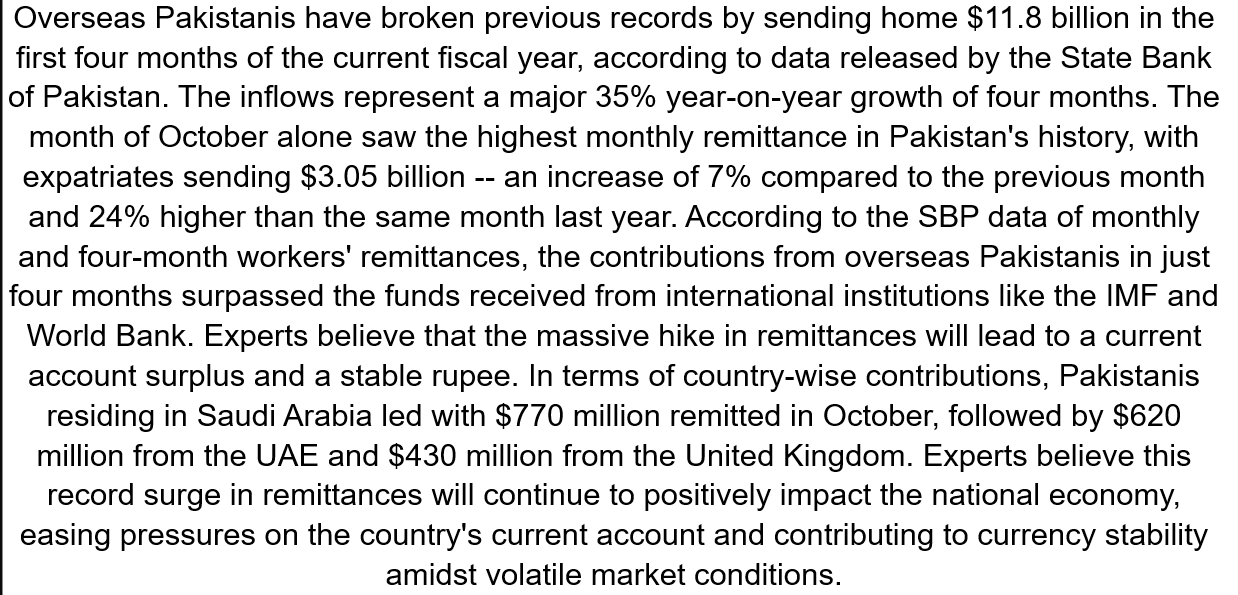 Overseas Pakistanis have broken previous records by sending home $11.8 billion in the
first four months of the current fiscal year, according to data released by the State Bank
of Pakistan. The inflows represent a major 35% year-on-year growth of four months. The
month of October alone saw the highest monthly remittance in Pakistan's history, with
expatriates sending $3.05 billion -- an increase of 7% compared to the previous month
and 24% higher than the same month last year. According to the SBP data of monthly
and four-month workers' remittances, the contributions from overseas Pakistanis in just
four months surpassed the funds received from international institutions like the IMF and
World Bank. Experts believe that the massive hike in remittances will lead to a current
account surplus and a stable rupee. In terms of country-wise contributions, Pakistanis
residing in Saudi Arabia led with $770 million remitted in October, followed by $620
million from the UAE and $430 million from the United Kingdom. Experts believe this
record surge in remittances will continue to positively impact the national economy,
easing pressures on the country's current account and contributing to currency stability
amidst volatile market conditions.